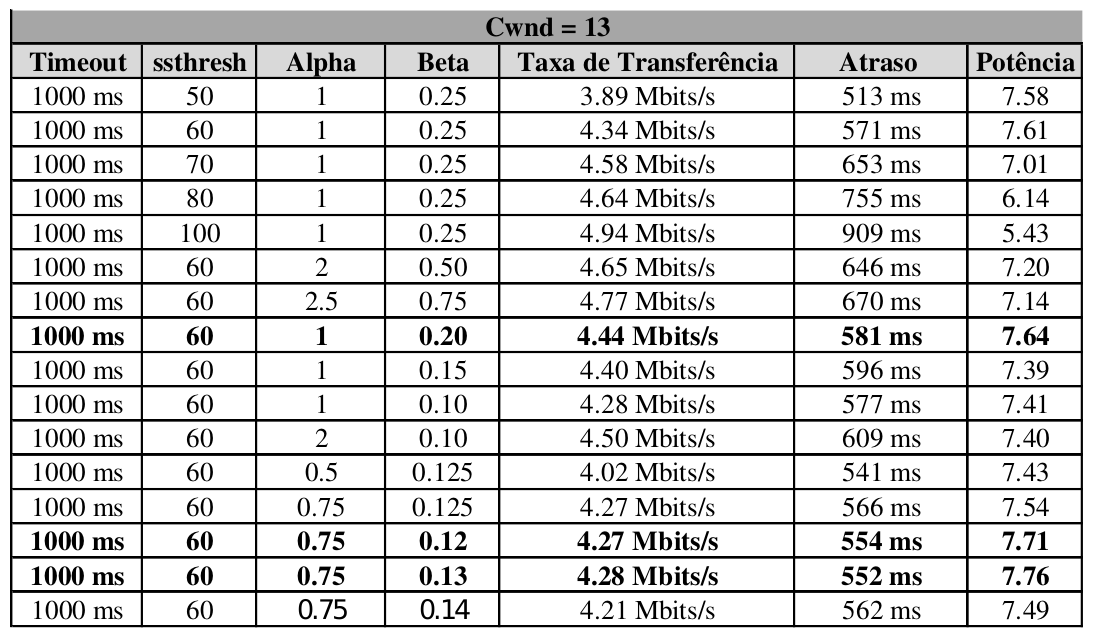 Cwnd = 13
Timeout ssthresh Alpha Beta Taxa de Transferência Atraso Potência
1000 ms 50 1 0.25 3.89 Mbits/s 513 ms 7.58
1000 ms 60 1 0.25 4.34 Mbits/s 571 ms 7.61
1000 ms 70 1 0.25 4.58 Mbits/s 653 ms 7.01
1000 ms 80 1 0.25 4.64 Mbits/s 755 ms 6.14
1000 ms 100 1 0.25 4.94 Mbits/s 909 ms 5.43
1000 ms 60 2 0.50 4.65 Mbits/s 646 ms 7.20
1000 ms 60 2.5 0.75 4.77 Mbits/s 670 ms 7.14
1000 ms 60 1 0.20 4.44 Mbits/s 581 ms 7.64
1000 ms 60 1 0.15 4.40 Mbits/s 596 ms 7.39
1000 ms 60 1 0.10 4.28 Mbits/s 577 ms 7.41
1000 ms 60 2 0.10 4.50 Mbits/s 609 ms 7.40
1000 ms 60 0.5 0.125 4.02 Mbits/s 541 ms 7.43
1000 ms 60 0.75 0.125 4.27 Mbits/s 566 ms 7.54
1000 ms 60 0.75 0.12 4.27 Mbits/s 554 ms 7.71
1000 ms 60 0.75 0.13 4.28 Mbits/s 552 ms 7.76
1000 ms 60 0.75 0.14 4.21 Mbits/s 562 ms 7.49